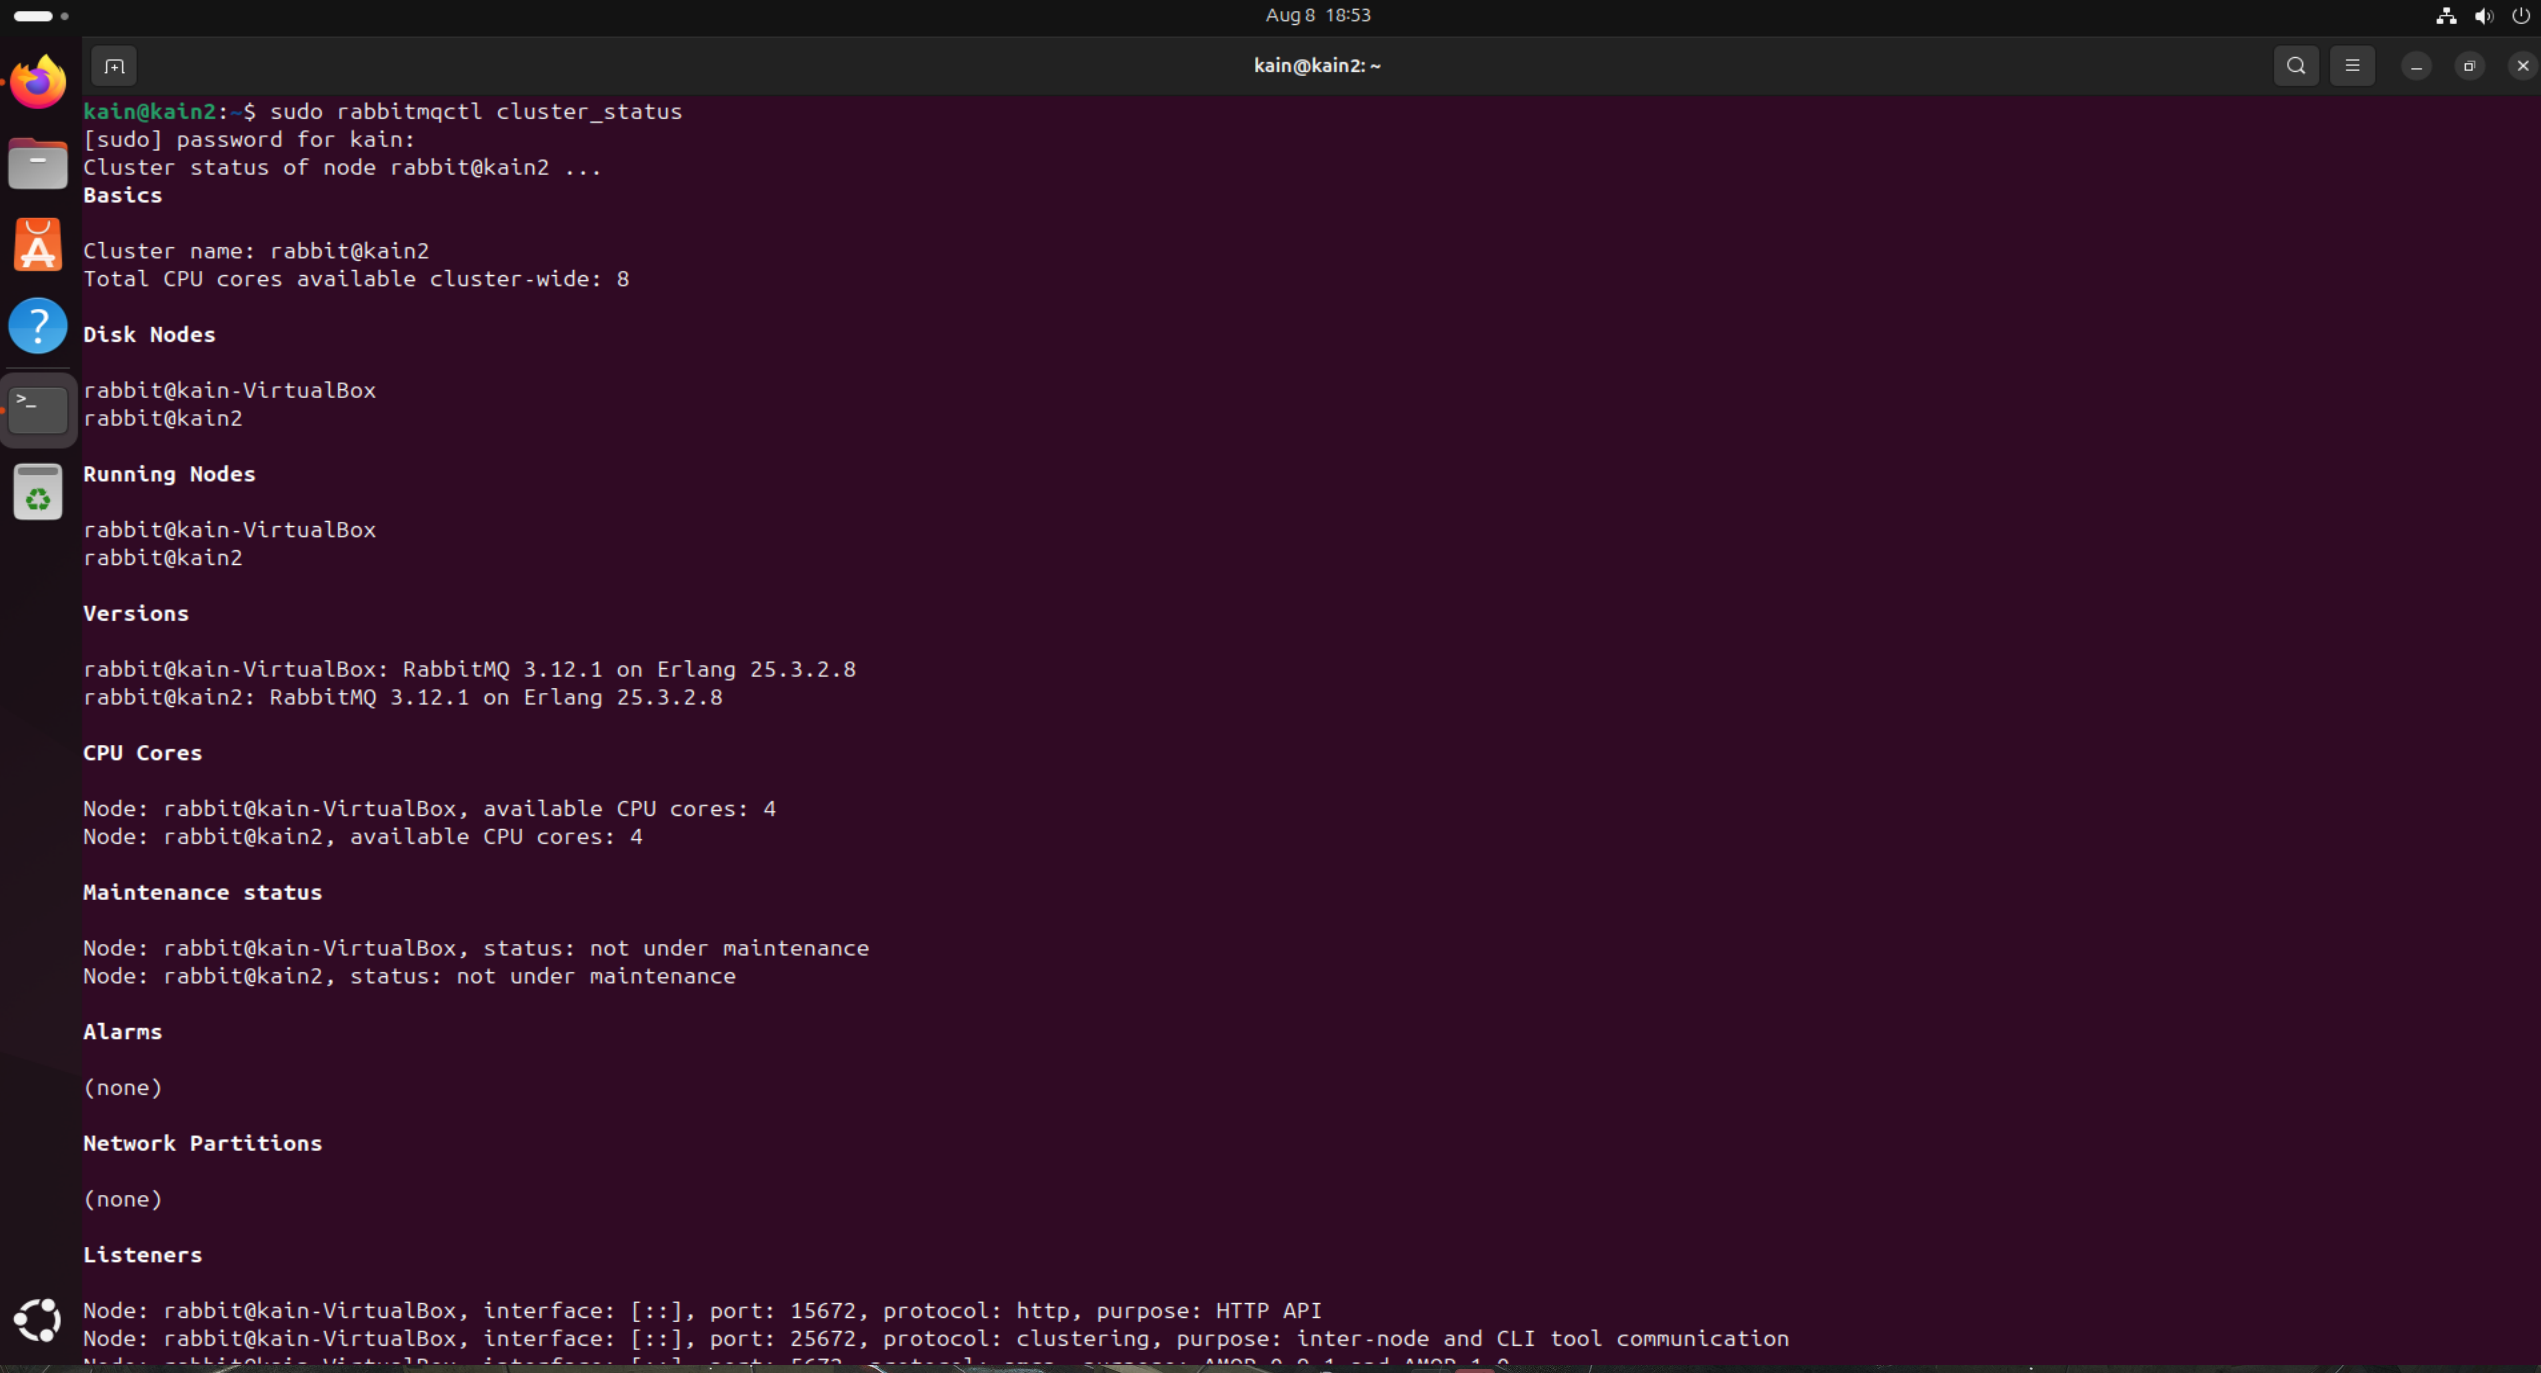 Aug 8 18:53
kain@kain2: ~
kain@kain2:~$ sudo rabbitmqctl cluster_status
[sudo] password for kain:
Cluster status of node rabbit@kain2 ...
Basics
Cluster name: rabbit@kain2
Total CPU cores available cluster-wide: 8
Disk Nodes
rabbit@kain-VirtualBox
rabbit@kain2
Running Nodes
rabbit@kain-VirtualBox
rabbit@kain2
Versions
rabbit@kain-VirtualBox: RabbitMQ 3.12.1 on Erlang 25.3.2.8
rabbit@kain2: RabbitMQ 3.12.1 on Erlang 25.3.2.8
CPU Cores
Node: rabbit@kain-VirtualBox, available CPU cores: 4
Node: rabbit@kain2, available CPU cores: 4
Maintenance status
Node: rabbit@kain-VirtualBox, status: not under maintenance
Node: rabbit@kain2, status: not under maintenance
Alarms
(none)
Network Partitions
(none)
Listeners
Node: rabbit@kain-VirtualBox, interface: [::], port: 15672, protocol: http, purpose: HTTP API
Node: rabbit@kain-VirtualBox, interface: [::], port: 25672, protocol: clustering, purpose: inter-node and CLI tool communication